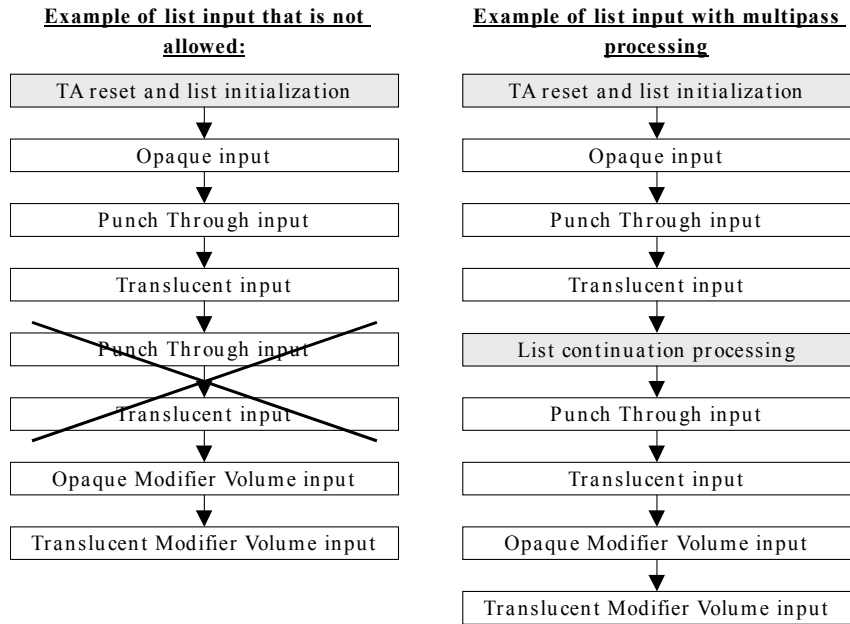 Example of list input that is not
allowed:
TA reset and list initialization
Opaque input
Punch Through input
Translucent input
Punch Through input
Translucent input
Opaque Modifier Volume input
Translucent Modifier Volume input
Example of list input with multipass
processing
TA reset and list initialization
Opaque input
Punch Through input
Translucent input
List continuation processing
Punch Through input
Translucent input
Opaque Modifier Volume input
Translucent Modifier Volume input